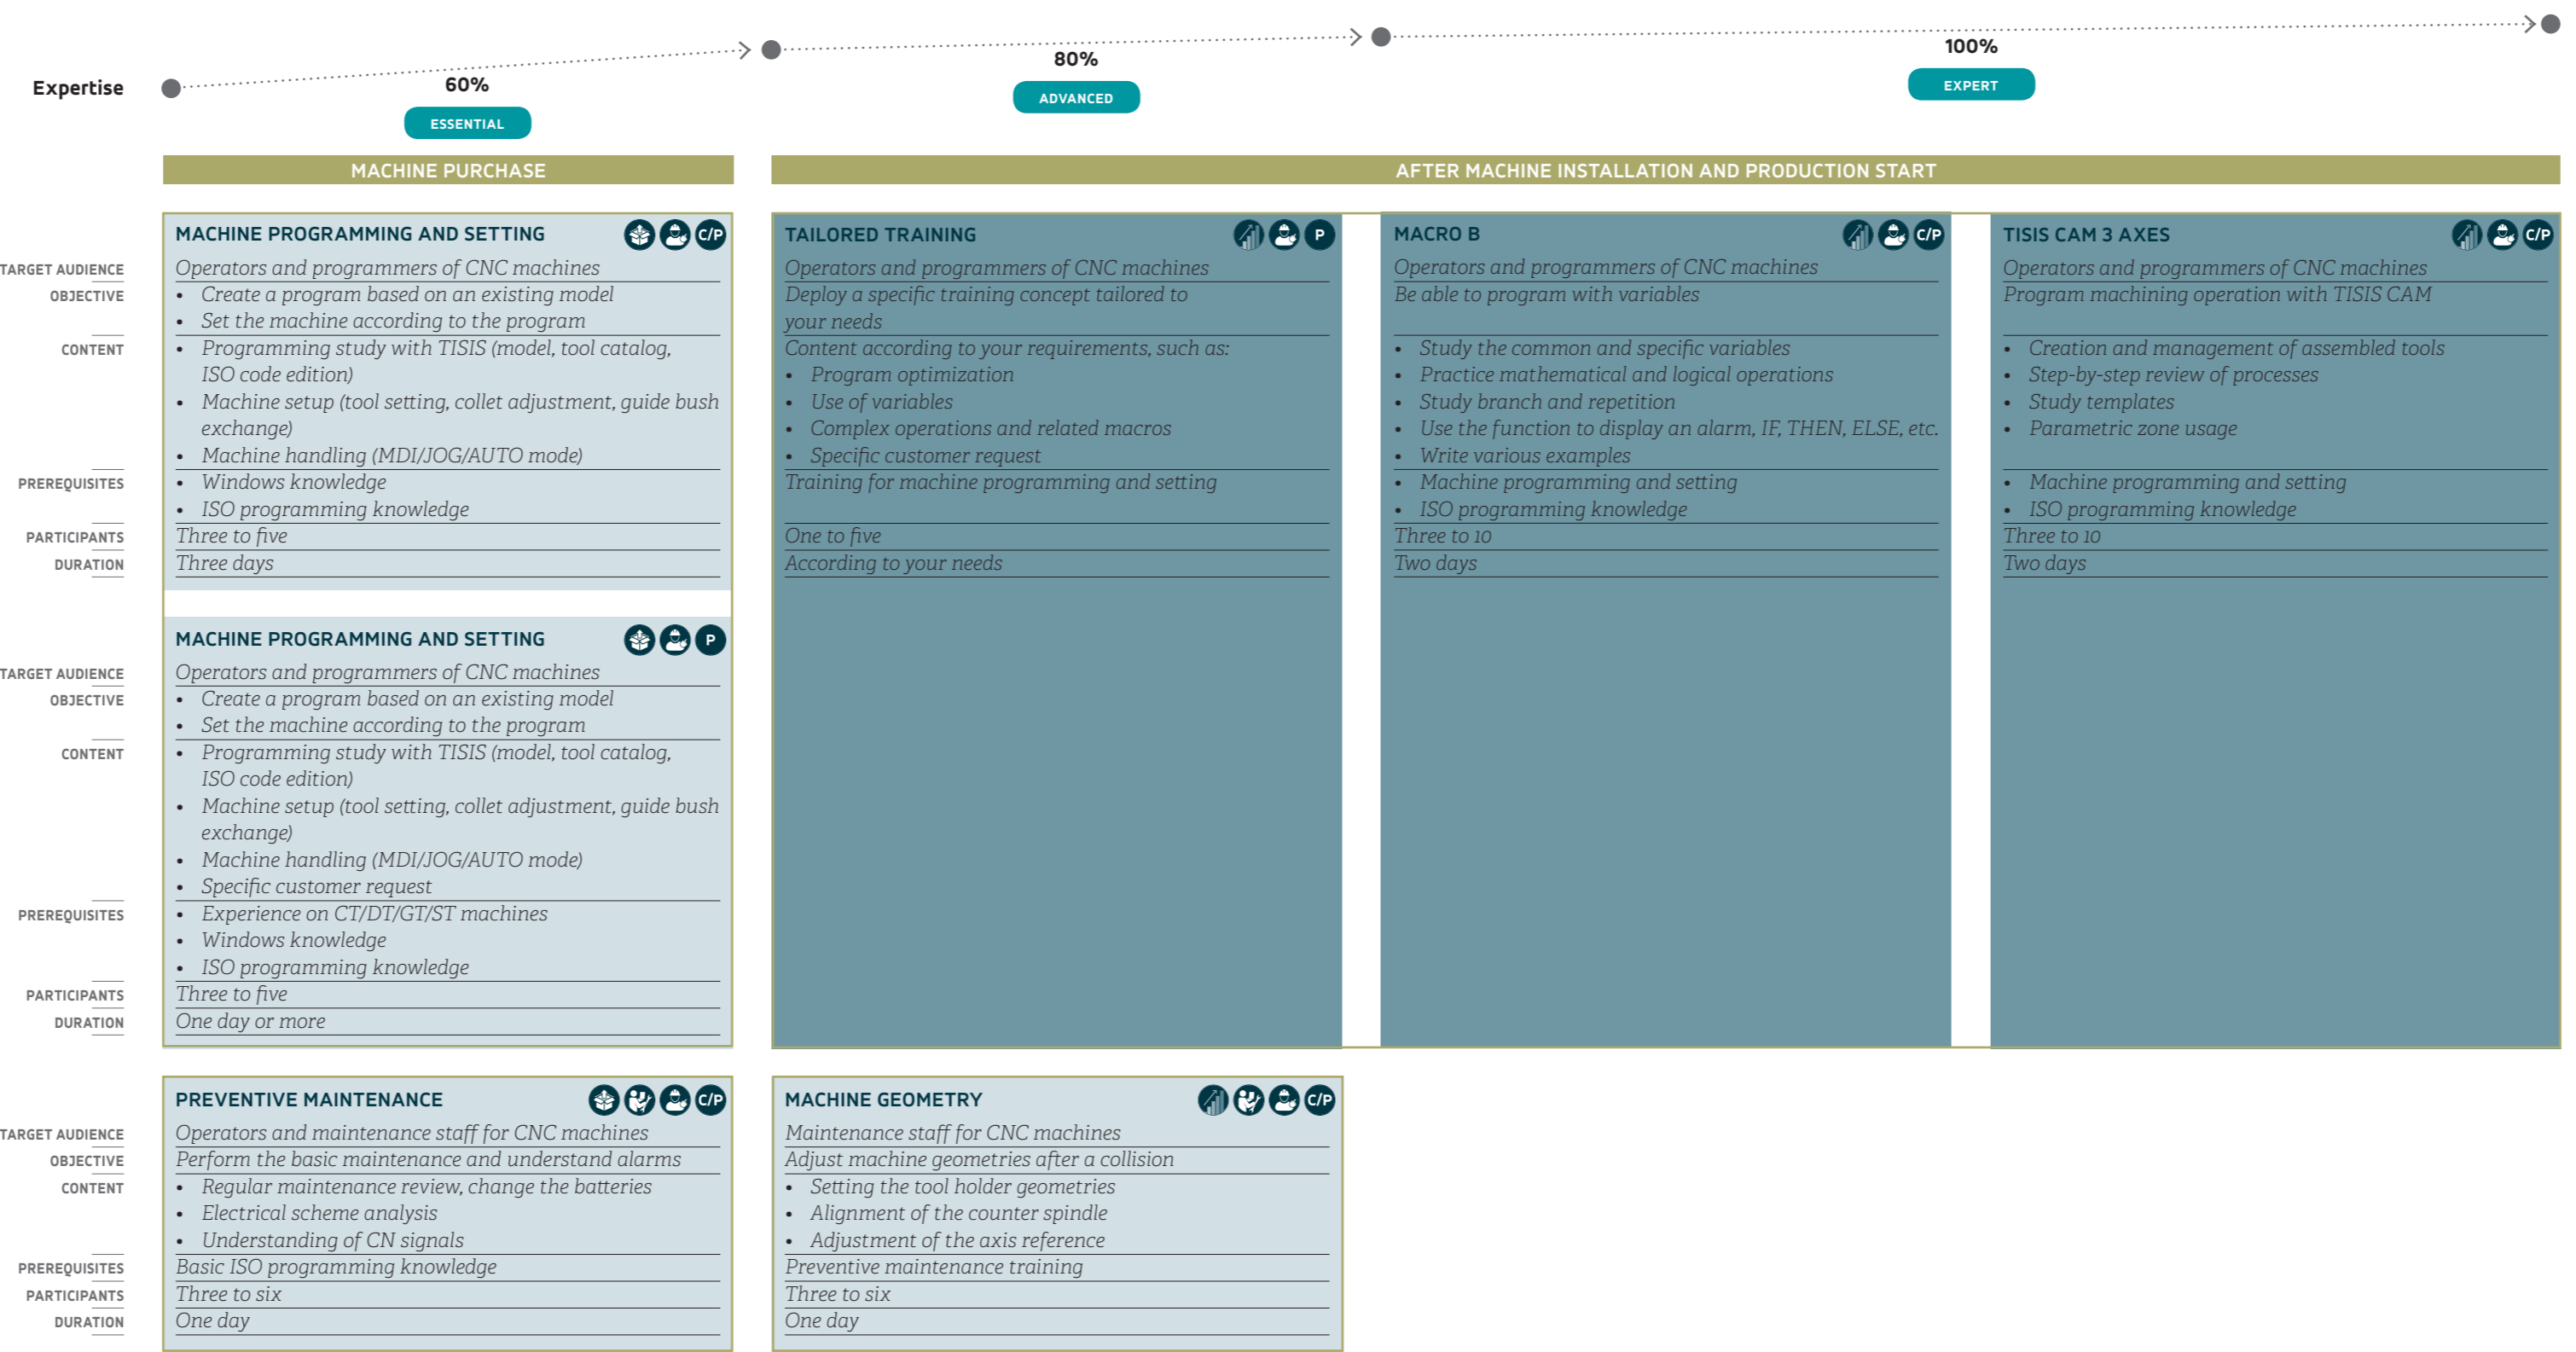 Expertise
60%
ESSENTIAL
80%
ADVANCED
100%
EXPERT
MACHINE PURCHASE
AFTER MACHINE INSTALLATION AND PRODUCTION START
MACHINE PROGRAMMING AND SETTING
C/P
TARGET AUDIENCE
Operators and programmers of CNC machines
OBJECTIVE
• Create a program based on an existing model
• Set the machine according to the program
CONTENT
• Programming study with TISIS (model, tool catalog,
ISO code edition)
• Machine setup (tool setting, collet adjustment, guide bush
exchange)
• Machine handling (MDI/JOG/AUTO mode)
PREREQUISITES
• Windows knowledge
• ISO programming knowledge
PARTICIPANTS
Three to five
DURATION
Three days
TAILORED TRAINING
P
Operators and programmers of CNC machines
Deploy a specific training concept tailored to
your needs
Content according to your requirements, such as:
• Program optimization
• Use of variables
• Complex operations and related macros
• Specific customer request
Training for machine programming and setting
One to five
According to your needs
MACRO B
C/P
Operators and programmers of CNC machines
Be able to program with variables
• Study the common and specific variables
• Practice mathematical and logical operations
• Study branch and repetition
• Use the function to display an alarm, IF, THEN, ELSE, etc.
• Write various examples
• Machine programming and setting
• ISO programming knowledge
Three to 10
Two days
TISIS CAM 3 AXES
C/P
Operators and programmers of CNC machines
Program machining operation with TISIS CAM
• Creation and management of assembled tools
• Step-by-step review of processes
• Study templates
• Parametric zone usage
• Machine programming and setting
• ISO programming knowledge
Three to 10
Two days
MACHINE PROGRAMMING AND SETTING
P
TARGET AUDIENCE
Operators and programmers of CNC machines
OBJECTIVE
• Create a program based on an existing model
• Set the machine according to the program
CONTENT
• Programming study with TISIS (model, tool catalog,
ISO code edition)
• Machine setup (tool setting, collet adjustment, guide bush
exchange)
• Machine handling (MDI/JOG/AUTO mode)
• Specific customer request
PREREQUISITES
• Experience on CT/DT/GT/ST machines
• Windows knowledge
• ISO programming knowledge
PARTICIPANTS
Three to five
DURATION
One day or more
PREVENTIVE MAINTENANCE
C/P
TARGET AUDIENCE
Operators and maintenance staff for CNC machines
OBJECTIVE
Perform the basic maintenance and understand alarms
CONTENT
• Regular maintenance review, change the batteries
• Electrical scheme analysis
• Understanding of CN signals
PREREQUISITES
Basic ISO programming knowledge
PARTICIPANTS
Three to six
DURATION
One day
MACHINE GEOMETRY
C/P
Maintenance staff for CNC machines
Adjust machine geometries after a collision
• Setting the tool holder geometries
• Alignment of the counter spindle
• Adjustment of the axis reference
Preventive maintenance training
Three to six
One day